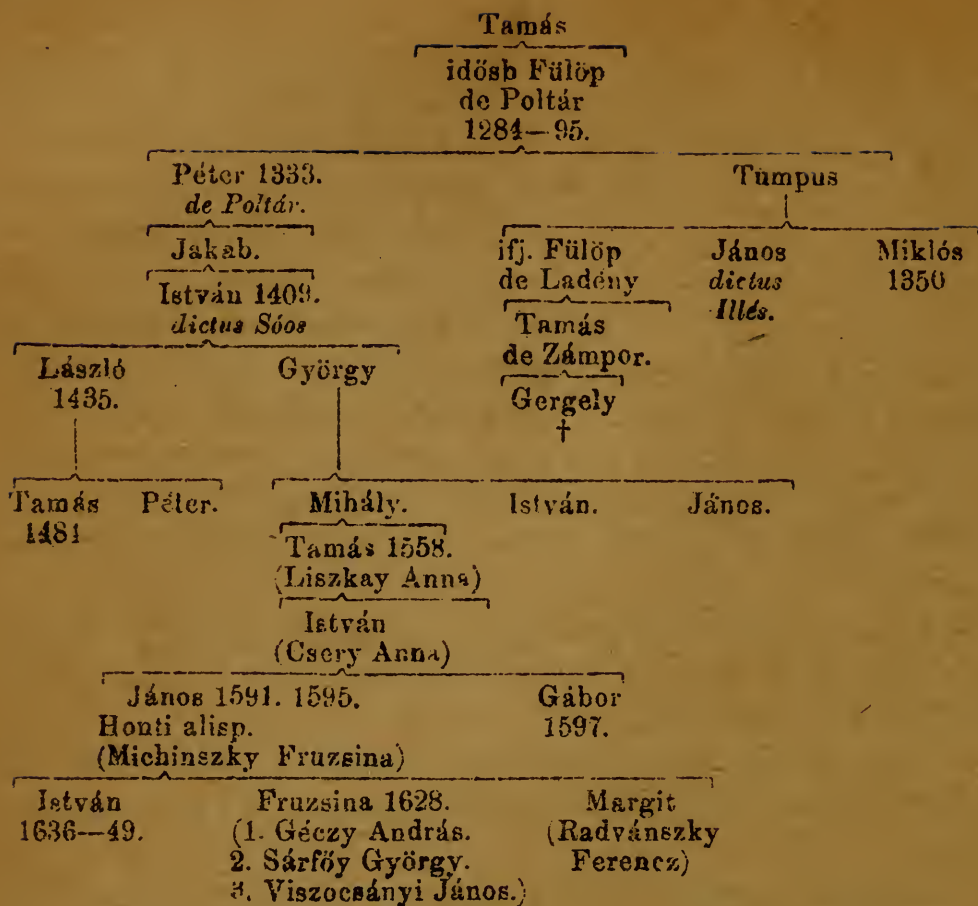 Tamás
idősb Fülöp
de Poltár
1284—95.
Péter 1333.
de Poltár.
Tumpus
Jakab.
István 1409.
dictus Sóos
ifj. Fülöp
de Ladény
János
dictus
Illés.
Miklós
1350
Tamás
de Zámpor.
Gergely
†
László
1435.
György
Tamás
1481
Péter.
Mihály.
István.
János.
Tamás 1558.
(Liszkay Anna)
István
(Csery Anna)
János 1591. 1595.
Honti alisp.
(Michinszky Fruzsina)
Gábor
1597.
István
1636—49.
Fruzsina 1628.
(1. Géczy András.
2. Sárfőy György.
3. Viszocsányi János.)
Margit
(Radvánszky
Ferencz)